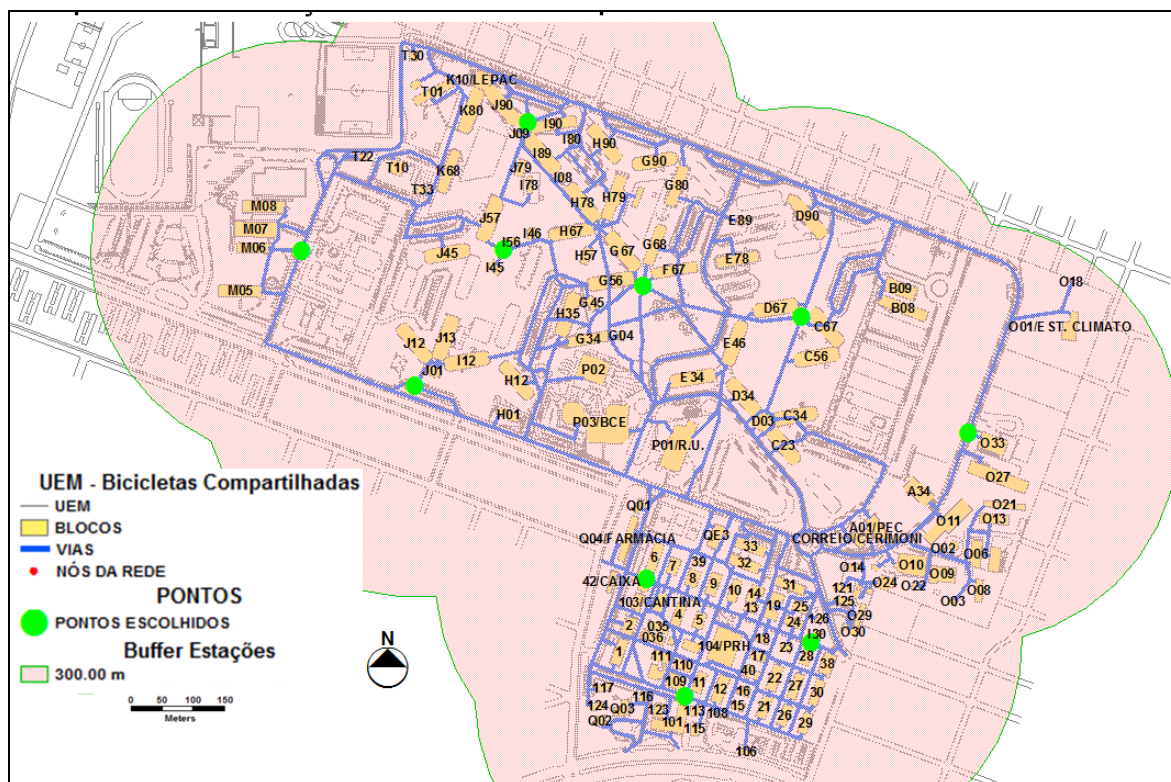 T30
K10/LEPAC
T01
J90
K80
J09
I90
I80
H90
I89
G90
T22
T10
J79
I08
K68
T33
I78
G80
H79
H78
M08
J57
E89
D90
M07
I46
H67
M06
I56
G68
J45
H57
G 67
E78
I45
F67
O18
G56
B09
M05
G45
D67
B08
H35
C67
O01/E ST. CLIMATO
J13
G34
G04
J12
E46
C56
I12
J01
P02
H12
E 34
D34
H01
P03/BCE
D03
C34
P01/R.U.
C23
O33
O27
UEM - Bicicletas Compartilhadas
UEM
BLOCOS
VIAS
NÓS DA REDE
PONTOS
PONTOS ESCOLHIDOS
Buffer Estações
300.00 m
0 50 100 150
Meters
N
A34
Q01
O21
O11
O13
A01/PEC
Q04/FARMÁCIA
QE3
CORREIO/CERIMONI
33
O02
O06
6
7
39
32
O14
O10
O09
42/CAIXA
8
9
31
O24
O22
10
14
121
O08
103/CANTINA
13
19
25
125
O03
4
5
24
126
O29
2
035
I30
O30
036
104/PRH
18
23
28
1
111
17
38
110
40
22
117
109
11
12
16
27
30
116
124
Q03
123
113
108
15
21
26
29
Q02
101
115
106